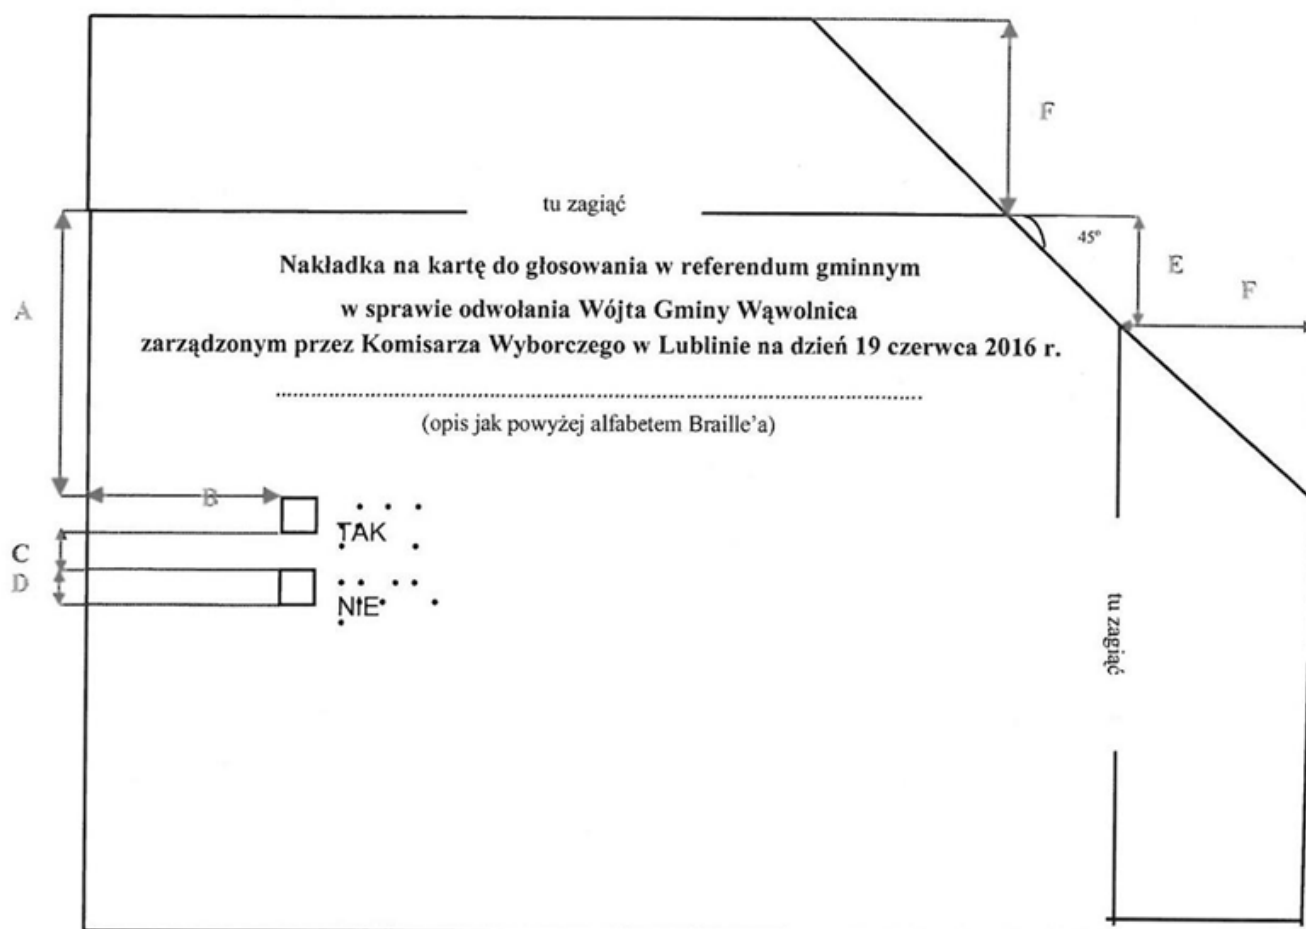 F
tu zagiąć
45°
E
F
A
Nakładka na kartę do głosowania w referendum gminnym
w sprawie odwołania Wójta Gminy Wąwolnica
zarządzonym przez Komisarza Wyborczego w Lublinie na dzień 19 czerwca 2016 r.
(opis jak powyżej alfabetem Braille'a)
B
TAK
C
D
NIE
tu zagiąć